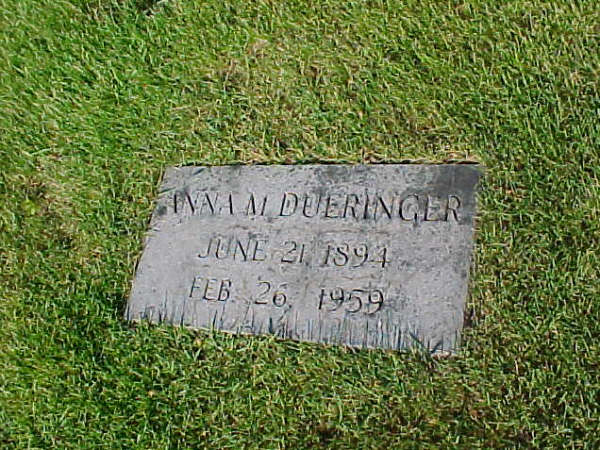 ANNA M DUERINGER
JUNE 21, 1894
FEB 26, 1959